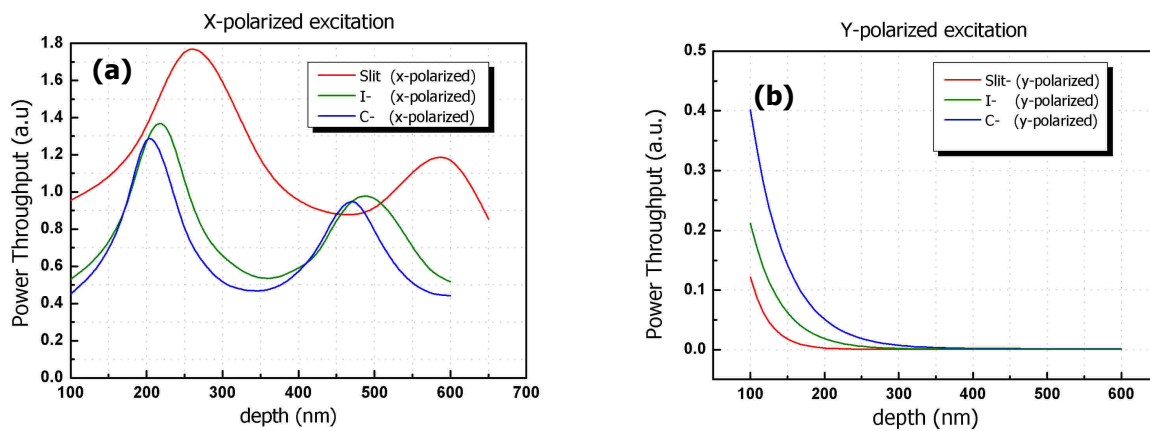 X-polarized excitation
(a)
Slit (x-polarized)
I- (x-polarized)
C- (x-polarized)
Power Throughput (a.u)
1.8
1.6
1.4
1.2
1.0
0.8
0.6
0.4
0.2
0.0
100 200 300 400 500 600 700
depth (nm)
Y-polarized excitation
(b)
Slit- (y-polarized)
I- (y-polarized)
C- (y-polarized)
Power Throughput (a.u.)
0.5
0.4
0.3
0.2
0.1
0.0
100 200 300 400 500 600
depth (nm)